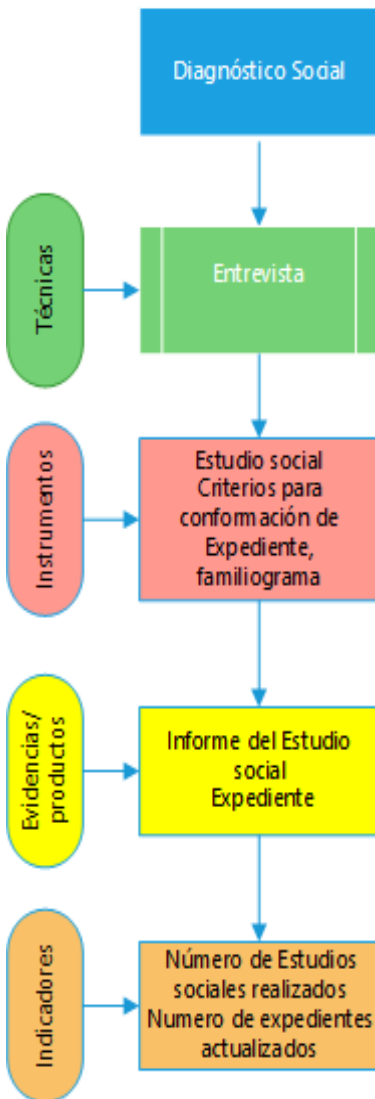 Diagnóstico Social
Técnicas
Entrevista
Instrumentos
Estudio social
Criterios para
conformación de
Expediente,
familiograma
Evidencias/
productos
Informe del Estudio
social
Expediente
Indicadores
Número de Estudios
sociales realizados
Numero de expedientes
actualizados